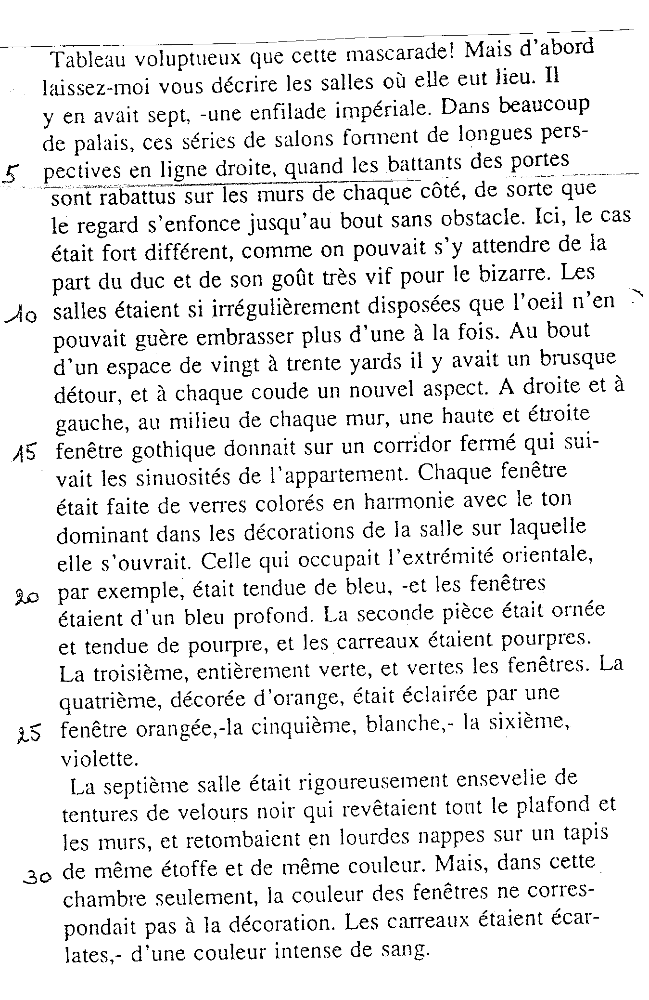 Tableau voluptueux que cette mascarade! Mais d'abord
laissez-moi vous décrire les salles où elle eut lieu. Il
y en avait sept, -une enfilade impériale. Dans beaucoup
de palais, ces séries de salons forment de longues pers-
5 pectives en ligne droite, quand les battants des portes
sont rabattus sur les murs de chaque côté, de sorte que
le regard s'enfonce jusqu'au bout sans obstacle. Ici, le cas
était fort différent, comme on pouvait s'y attendre de la
part du duc et de son goût très vif pour le bizarre. Les
10 salles étaient si irrégulièrement disposées que l'oeil n'en
pouvait guère embrasser plus d'une à la fois. Au bout
d'un espace de vingt à trente yards il y avait un brusque
détour, et à chaque coude un nouvel aspect. A droite et à
gauche, au milieu de chaque mur, une haute et étroite
15 fenêtre gothique donnait sur un corridor fermé qui sui-
vait les sinuosités de l'appartement. Chaque fenêtre
était faite de verres colorés en harmonie avec le ton
dominant dans les décorations de la salle sur laquelle
elle s'ouvrait. Celle qui occupait l'extrémité orientale,
20 par exemple, était tendue de bleu, -et les fenêtres
étaient d'un bleu profond. La seconde pièce était ornée
et tendue de pourpre, et les carreaux étaient pourpres.
La troisième, entièrement verte, et vertes les fenêtres. La
quatrième, décorée d'orange, était éclairée par une
25 fenêtre orangée,-la cinquième, blanche,- la sixième,
violette.
La septième salle était rigoureusement ensevelie de
tentures de velours noir qui revêtaient tout le plafond et
les murs, et retombaient en lourdes nappes sur un tapis
30 de même étoffe et de même couleur. Mais, dans cette
chambre seulement, la couleur des fenêtres ne corres-
pondait pas à la décoration. Les carreaux étaient écar-
lates,- d'une couleur intense de sang.